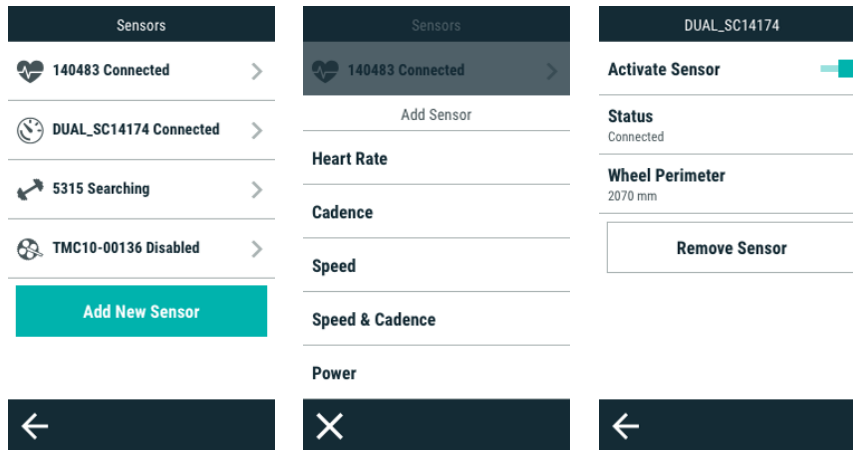 Sensors
140483 Connected
DUAL_SC14174 Connected
5315 Searching
TMC10-00136 Disabled
Add New Sensor
Sensors
140483 Connected
Add Sensor
Heart Rate
Cadence
Speed
Speed & Cadence
Power
DUAL_SC14174
Activate Sensor
Status
Connected
Wheel Perimeter
2070 mm
Remove Sensor